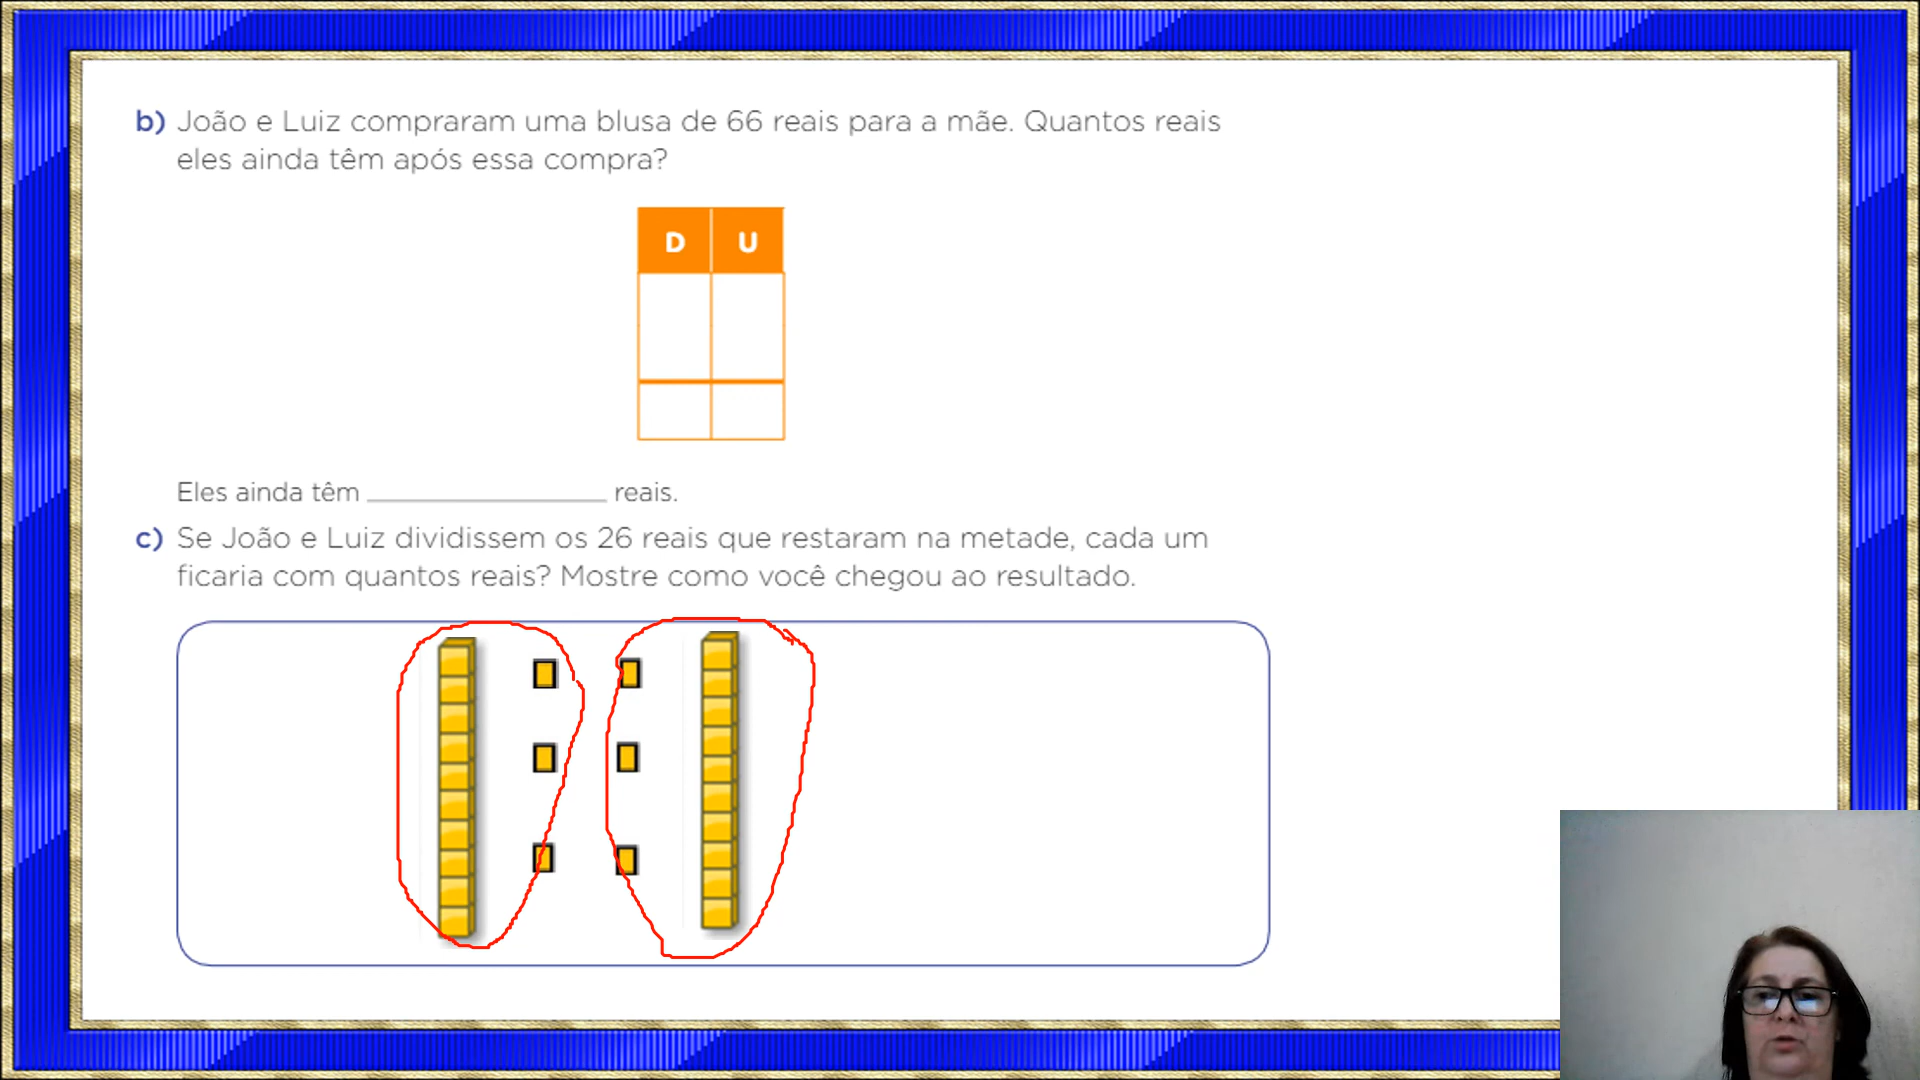 b) João e Luiz compraram uma blusa de 66 reais para a mãe. Quantos reais
eles ainda têm após essa compra?
D U
Eles ainda têm ________________ reais.
c) Se João e Luiz dividissem os 26 reais que restaram na metade, cada um
ficaria com quantos reais? Mostre como você chegou ao resultado.